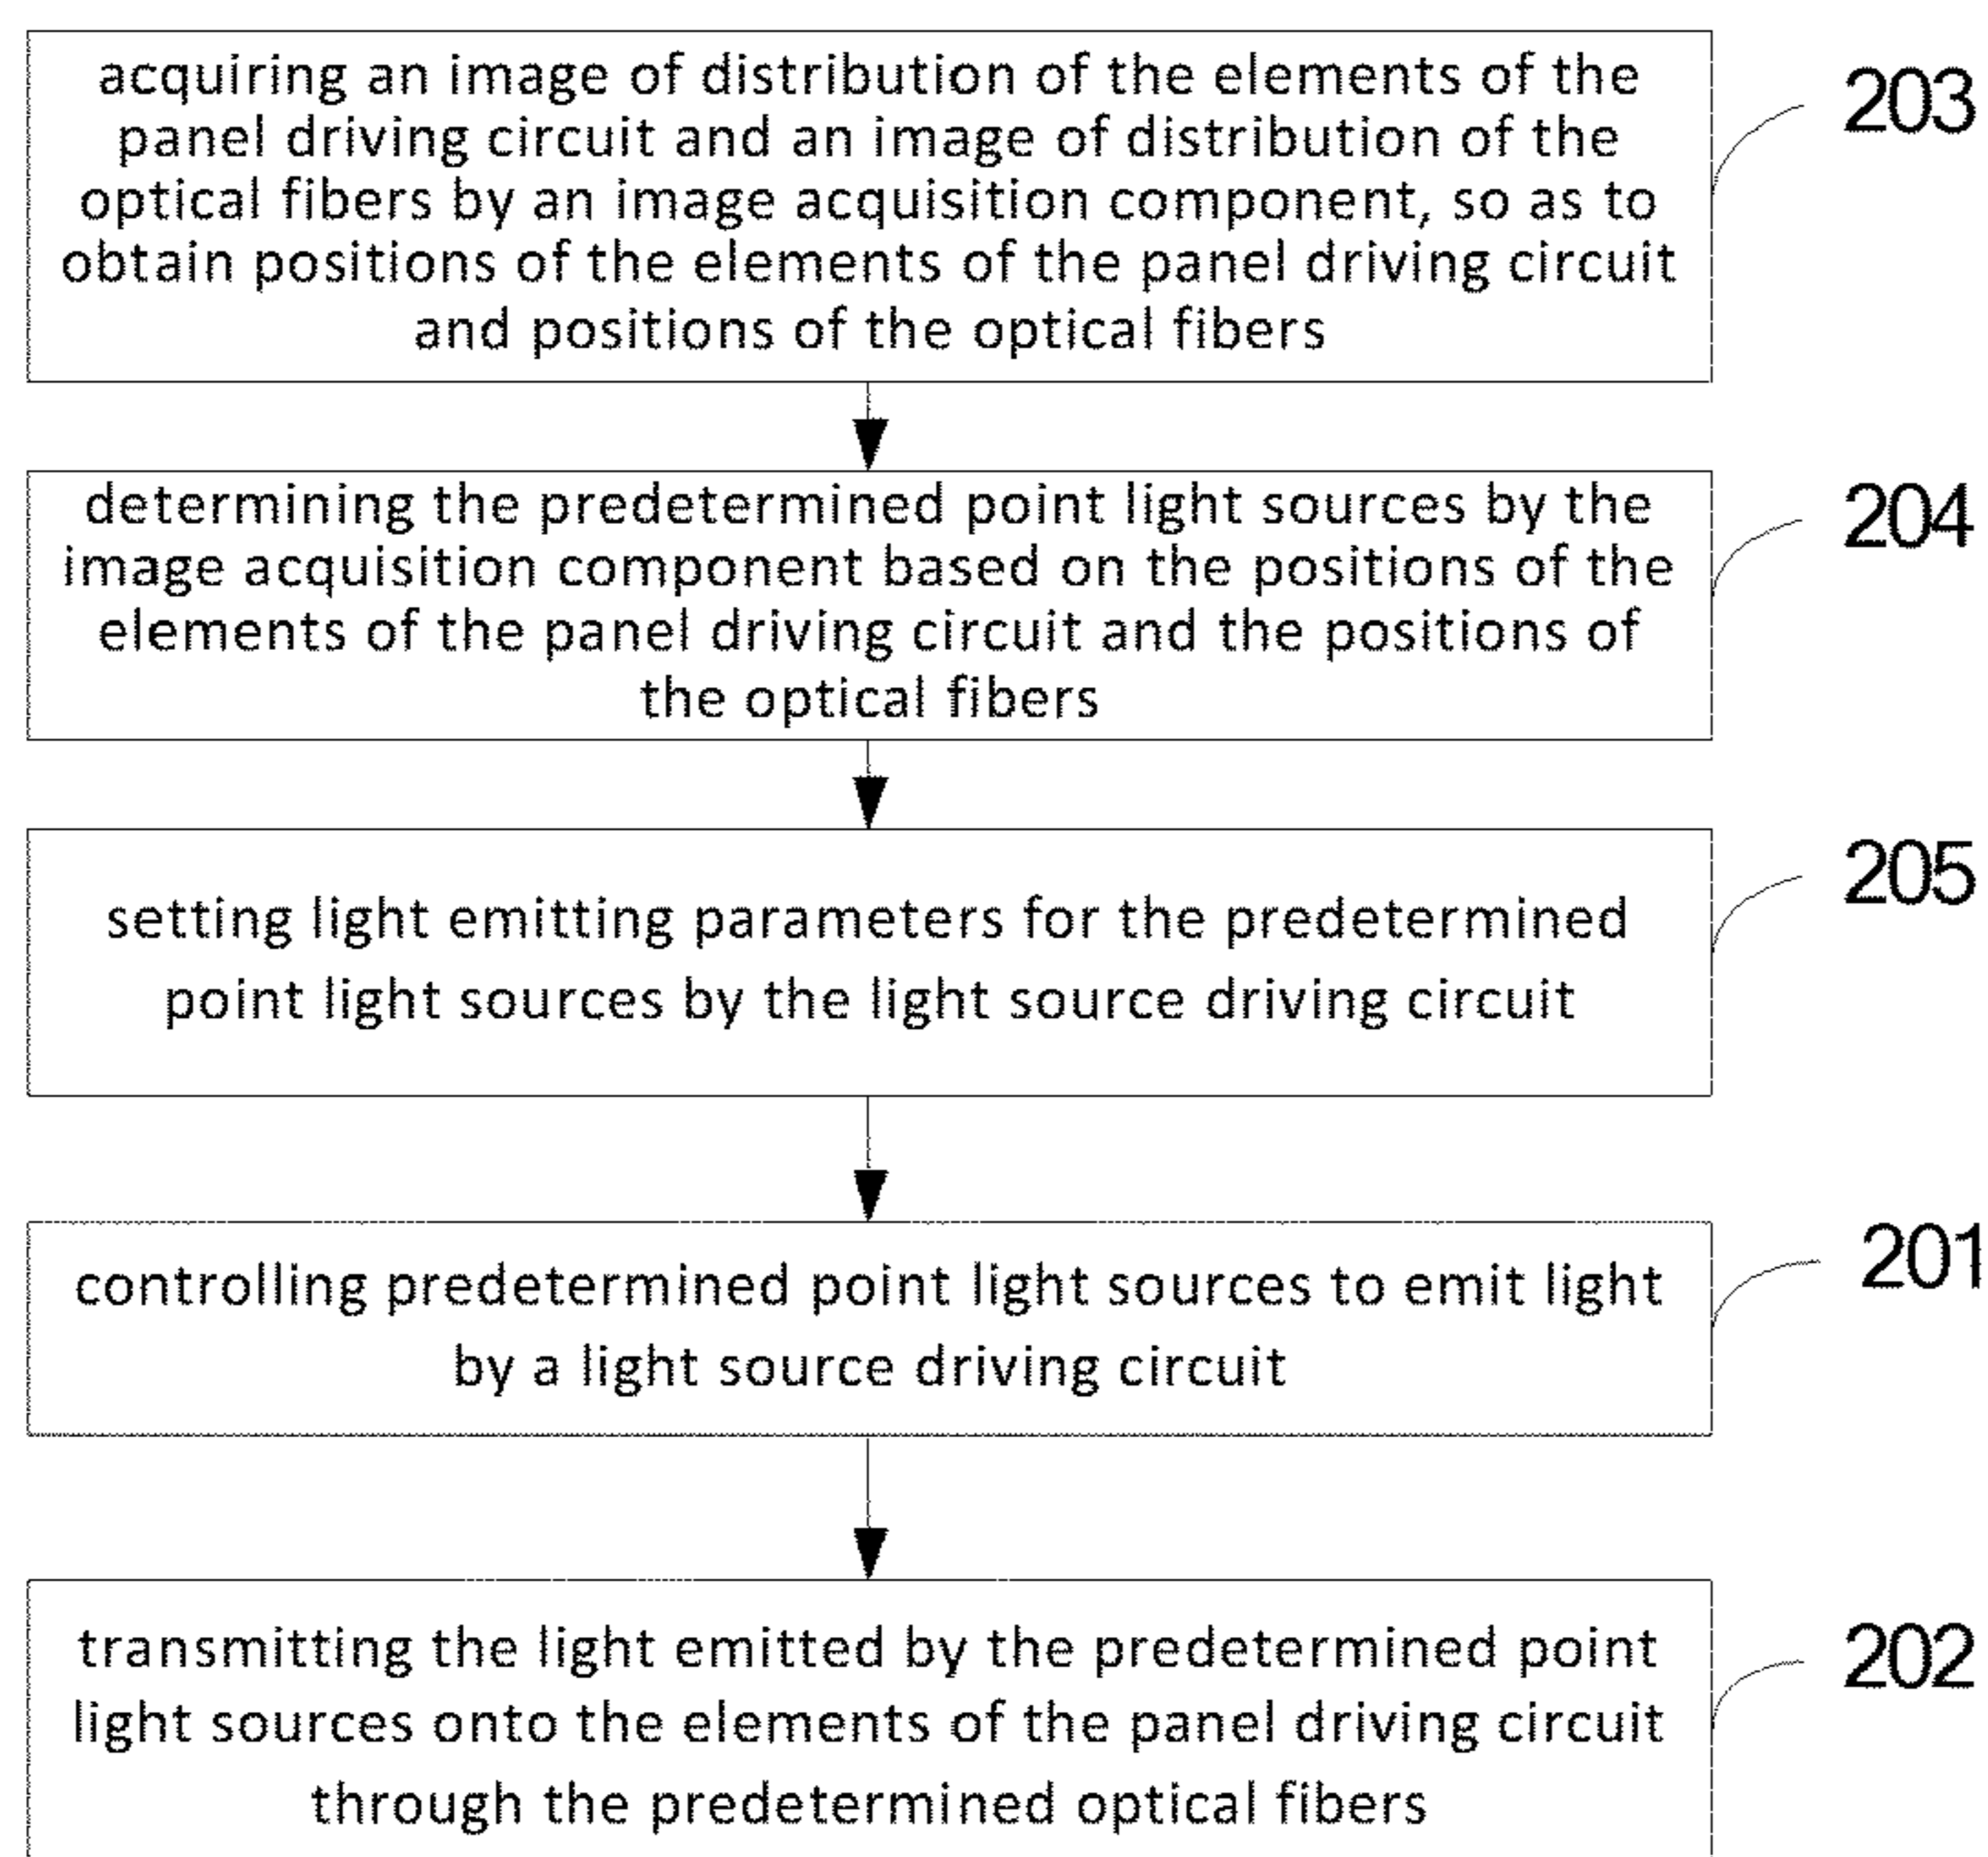 acquiring an image of distribution of the elements of the
panel driving circuit and an image of distribution of the
optical fibers by an image acquisition component, so as to
obtain positions of the elements of the panel driving circuit
and positions of the optical fibers
203
determining the predetermined point light sources by the
image acquisition component based on the positions of the
elements of the panel driving circuit and the positions of
the optical fibers
204
setting light emitting parameters for the predetermined
point light sources by the light source driving circuit
205
controlling predetermined point light sources to emit light
by a light source driving circuit
201
transmitting the light emitted by the predetermined point
light sources onto the elements of the panel driving circuit
through the predetermined optical fibers
202